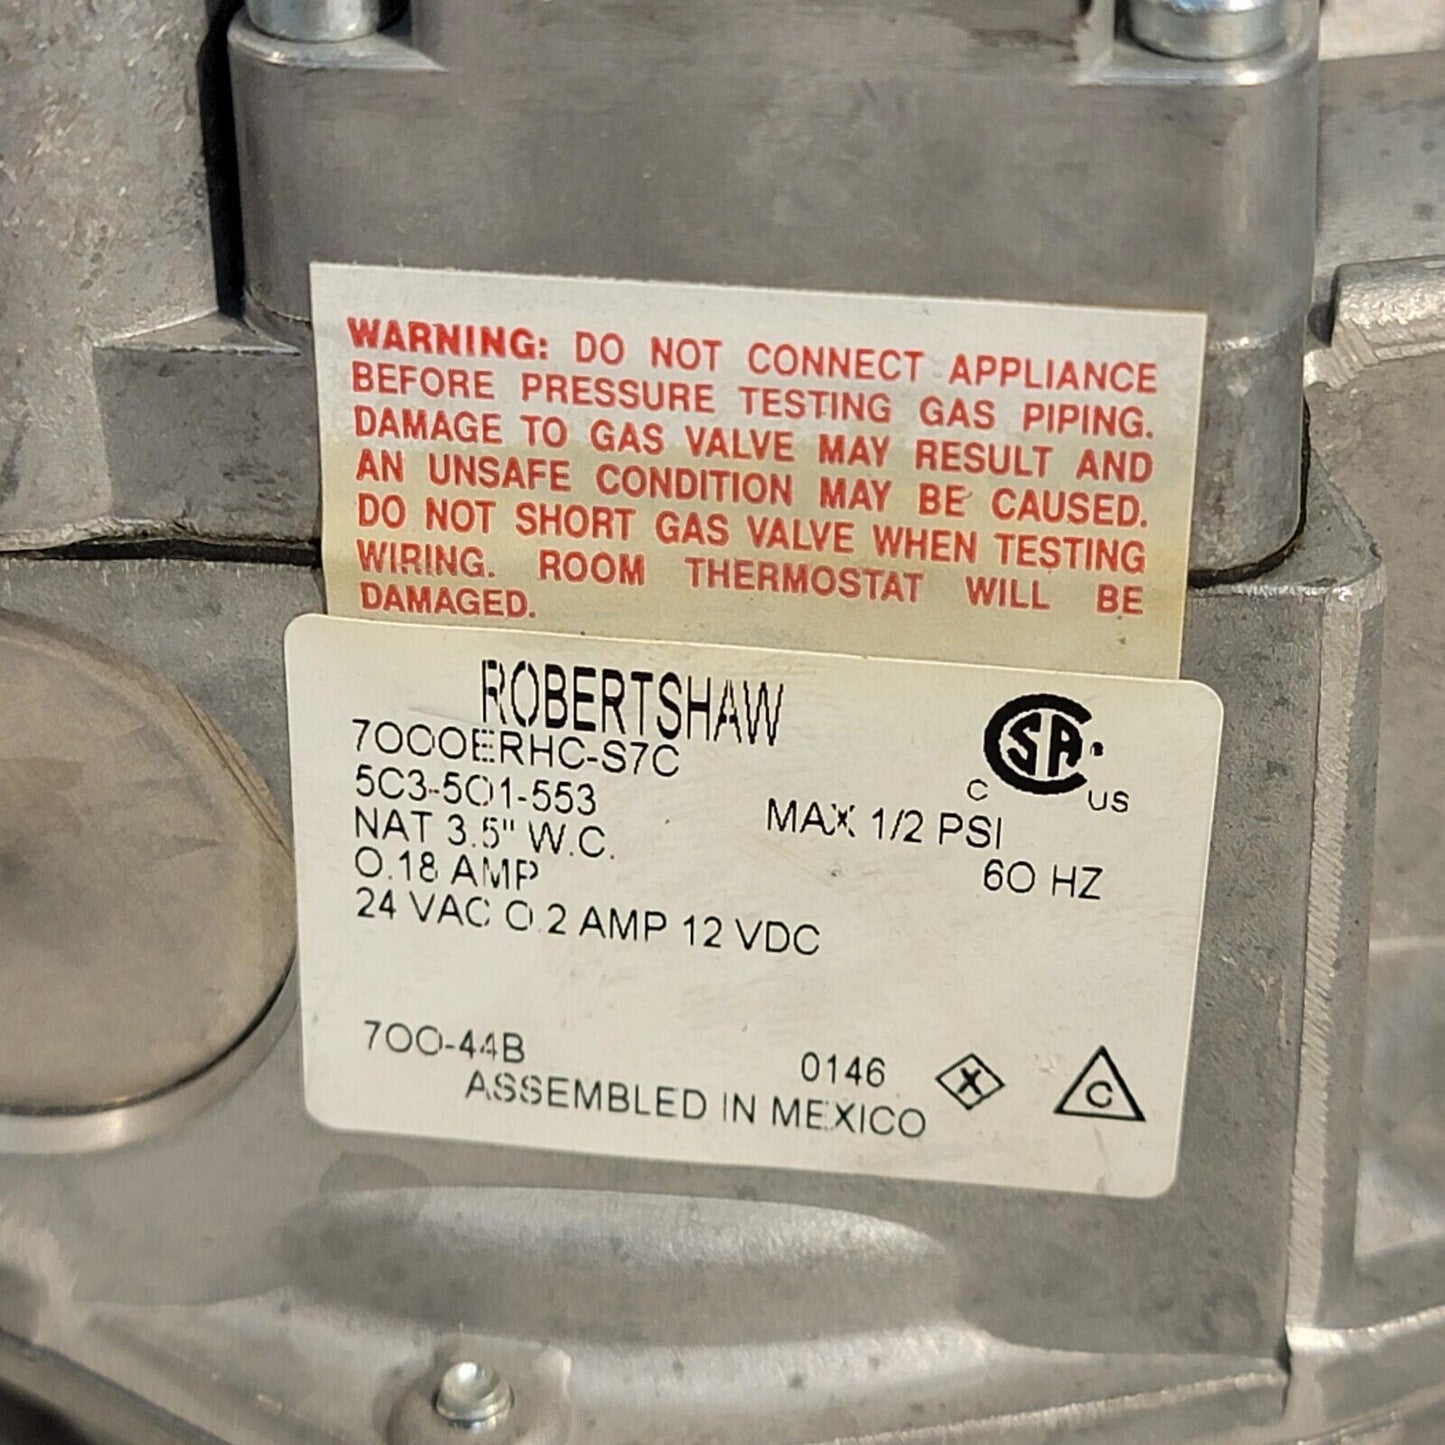 WARNING: DO NOT CONNECT APPLIANCE
BEFORE PRESSURE TESTING GAS PIPING.
DAMAGE TO GAS VALVE MAY RESULT AND
AN UNSAFE CONDITION MAY BE CAUSED.
DO NOT SHORT GAS VALVE WHEN TESTING
WIRING. ROOM THERMOSTAT WILL BE
DAMAGED.
ROBERTSHAW
7000ERHC-S7C
5C3-501-553
NAT 3.5" W.C.
0.18 AMP
24 VAC 0.2 AMP 12 VDC
MAX 1/2 PSI
60 HZ
CSA
C US
700-44B
0146
C
ASSEMBLED IN MEXICO